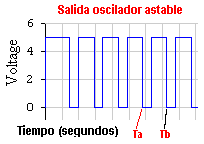 Salida oscilador astable
Voltage
6
4
2
0
Tiempo (segundos)
Ta
Tb